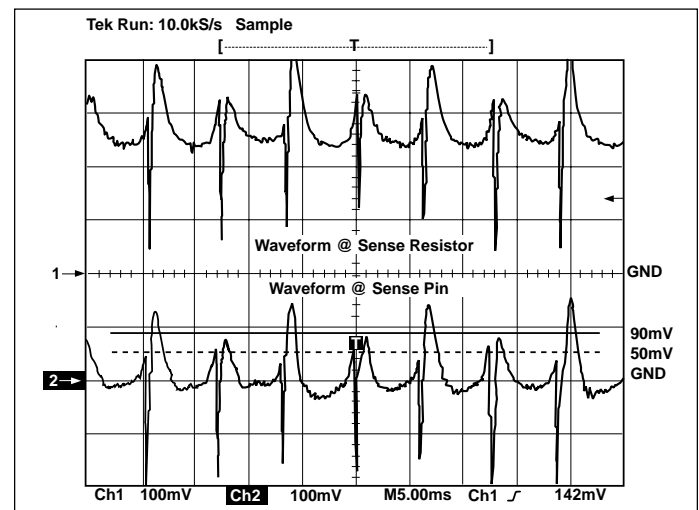 Tek Run: 10.0kS/s Sample
[ T ]
Waveform @ Sense Resistor
1 GND
Waveform @ Sense Pin
90mV
T
50mV
2 GND
Ch1 100mV Ch2 100mV M5.00ms Ch1 142mV